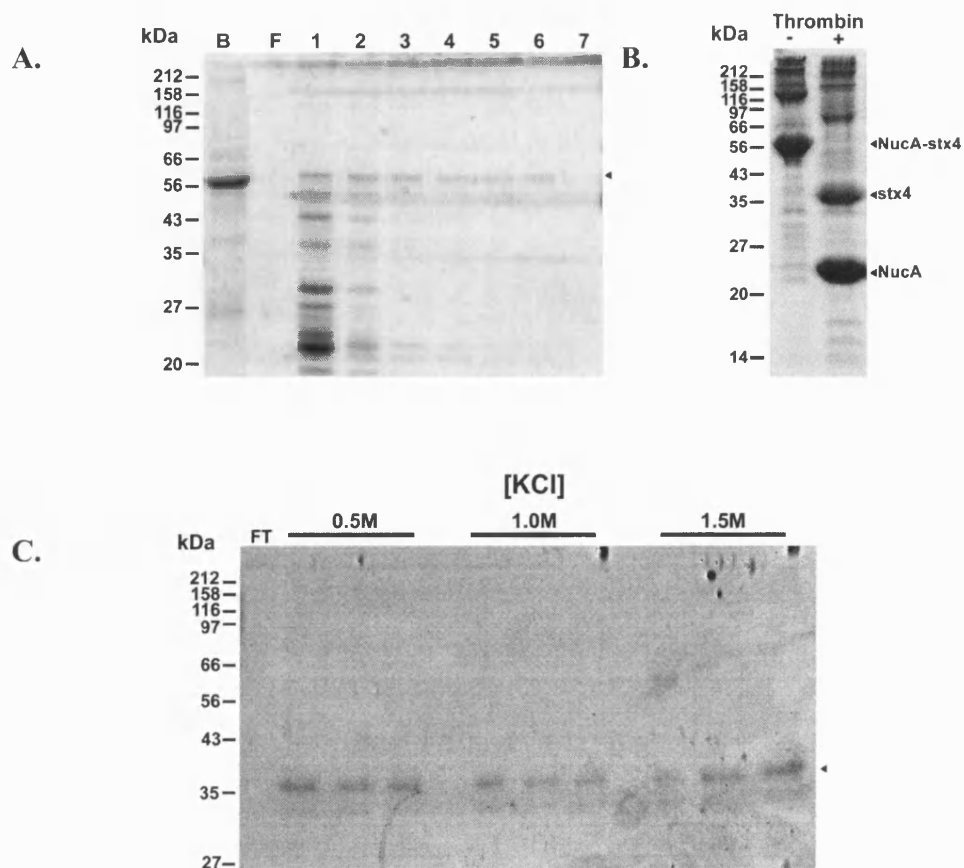 A.
kDa B F 1 2 3 4 5 6 7
212
158
116
97
66
56
43
35
27
20
B.
Thrombin
kDa - +
212
158
116
97
66
56
43
35
27
20
14
NucA-stx4
stx4
NucA
C.
[KCl]
0.5M 1.0M 1.5M
kDa FT
212
158
116
97
66
56
43
35
27